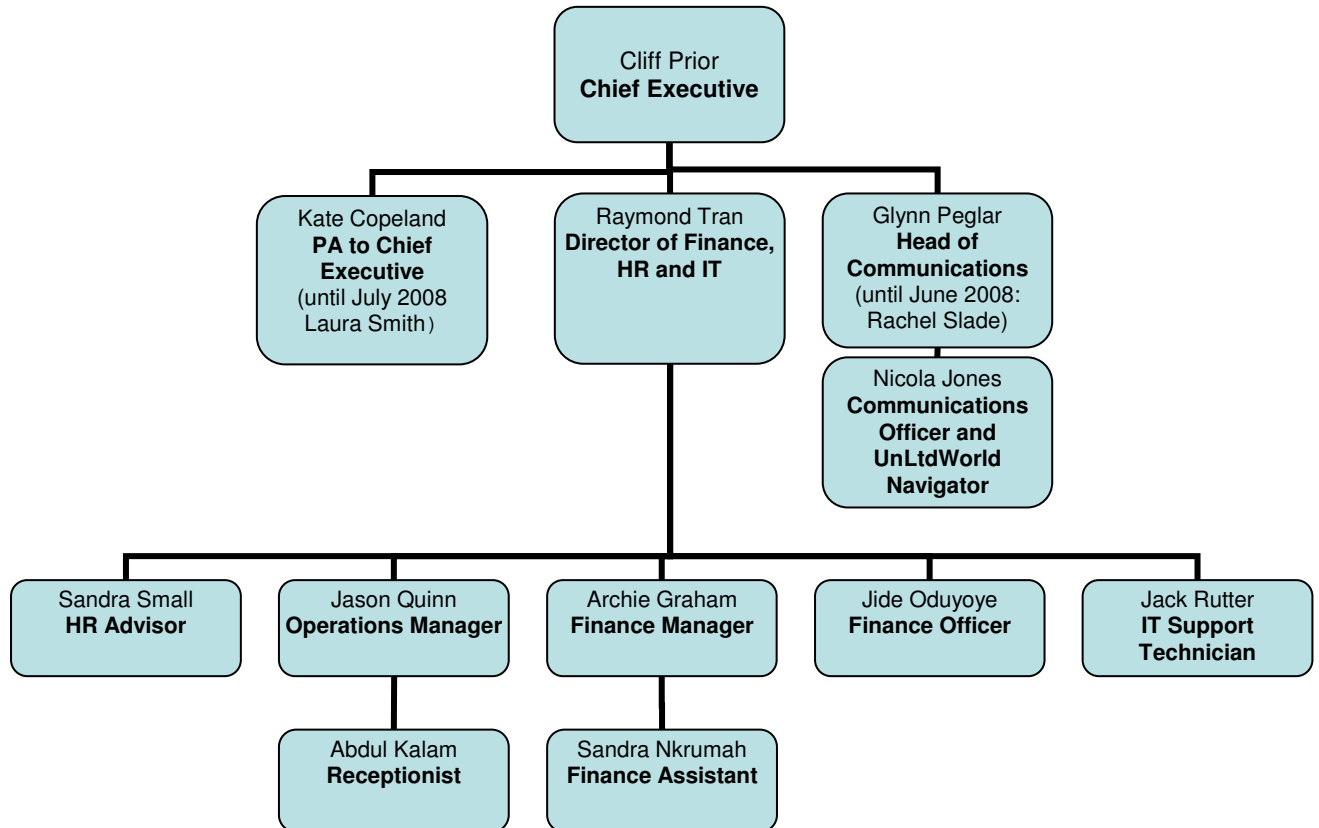 Cliff Prior
Chief Executive
Kate Copeland
PA to Chief
Executive
(until July 2008
Laura Smith）
Raymond Tran
Director of Finance,
HR and IT
Glynn Peglar
Head of
Communications
(until June 2008:
Rachel Slade)
Nicola Jones
Communications
Officer and
UnLtdWorld
Navigator
Sandra Small
HR Advisor
Jason Quinn
Operations Manager
Archie Graham
Finance Manager
Jide Oduyoye
Finance Officer
Jack Rutter
IT Support
Technician
Abdul Kalam
Receptionist
Sandra Nkrumah
Finance Assistant